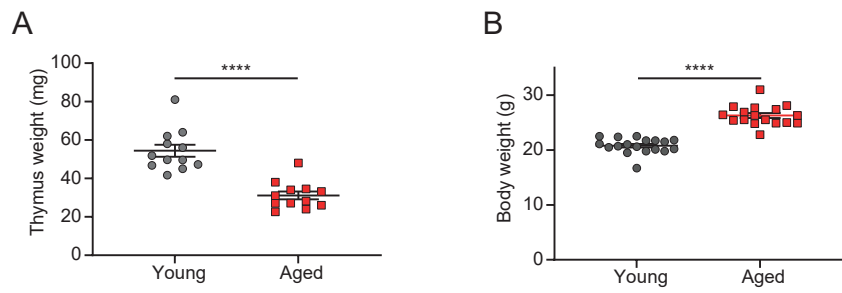 A
Thymus weight (mg)
100
80
60
40
20
0
****
Young
Aged
B
Body weight (g)
30
20
10
0
****
Young
Aged